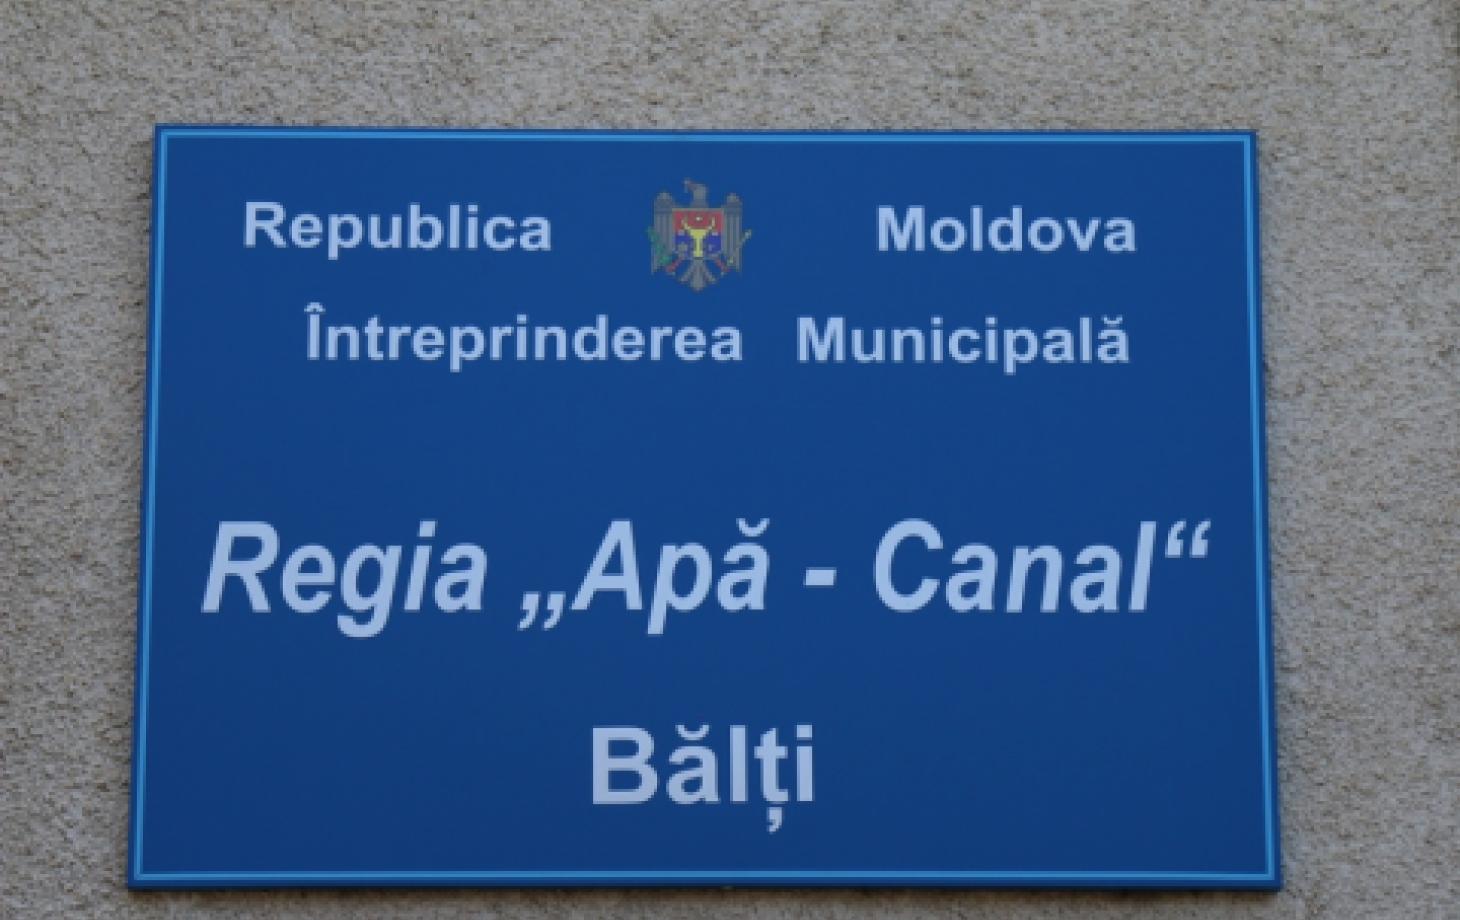 Republica Moldova
Întreprinderea Municipală
Regia „Apă - Canal“
Bălți